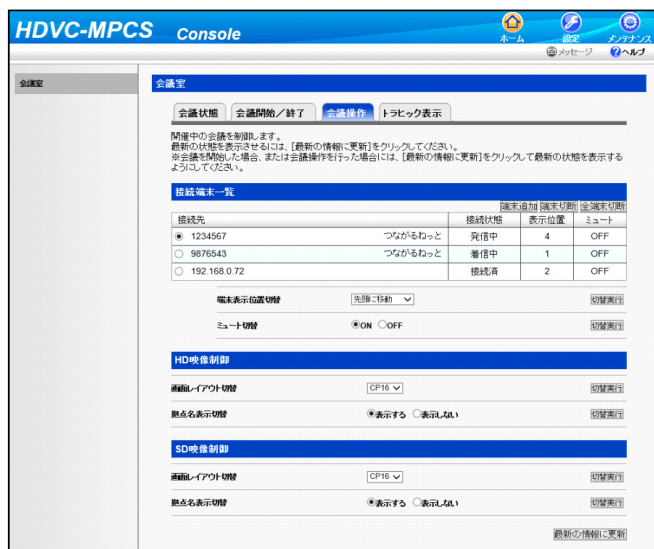 HDVC-MPCS Console
ホーム 設定 メンテナンス
メッセージ ?ヘルプ
会議室 会議室
会議状態 会議開始／終了 会議操作 トラヒック表示
開催中の会議を制御します。
最新の状態を表示させるには、[最新の情報に更新]をクリックしてください。
※会議を開始した場合、または会議操作を行った場合には、[最新の情報に更新]をクリックして最新の状態を表示する
ようにしてください。
接続端末一覧
端末追加 端末切断 全端末切断
接続先 接続状態 表示位置 ミュート
1234567 つながるねっと 発信中 4 OFF
9876543 つながるねっと 着信中 1 OFF
192.168.0.72 接続済 2 OFF
端末表示位置切替 先頭に移動 切替実行
ミュート切替 ON OFF 切替実行
HD映像制御
画面レイアウト切替 CP16 切替実行
拠点名表示切替 表示する 表示しない 切替実行
SD映像制御
画面レイアウト切替 CP16 切替実行
拠点名表示切替 表示する 表示しない 切替実行
最新の情報に更新